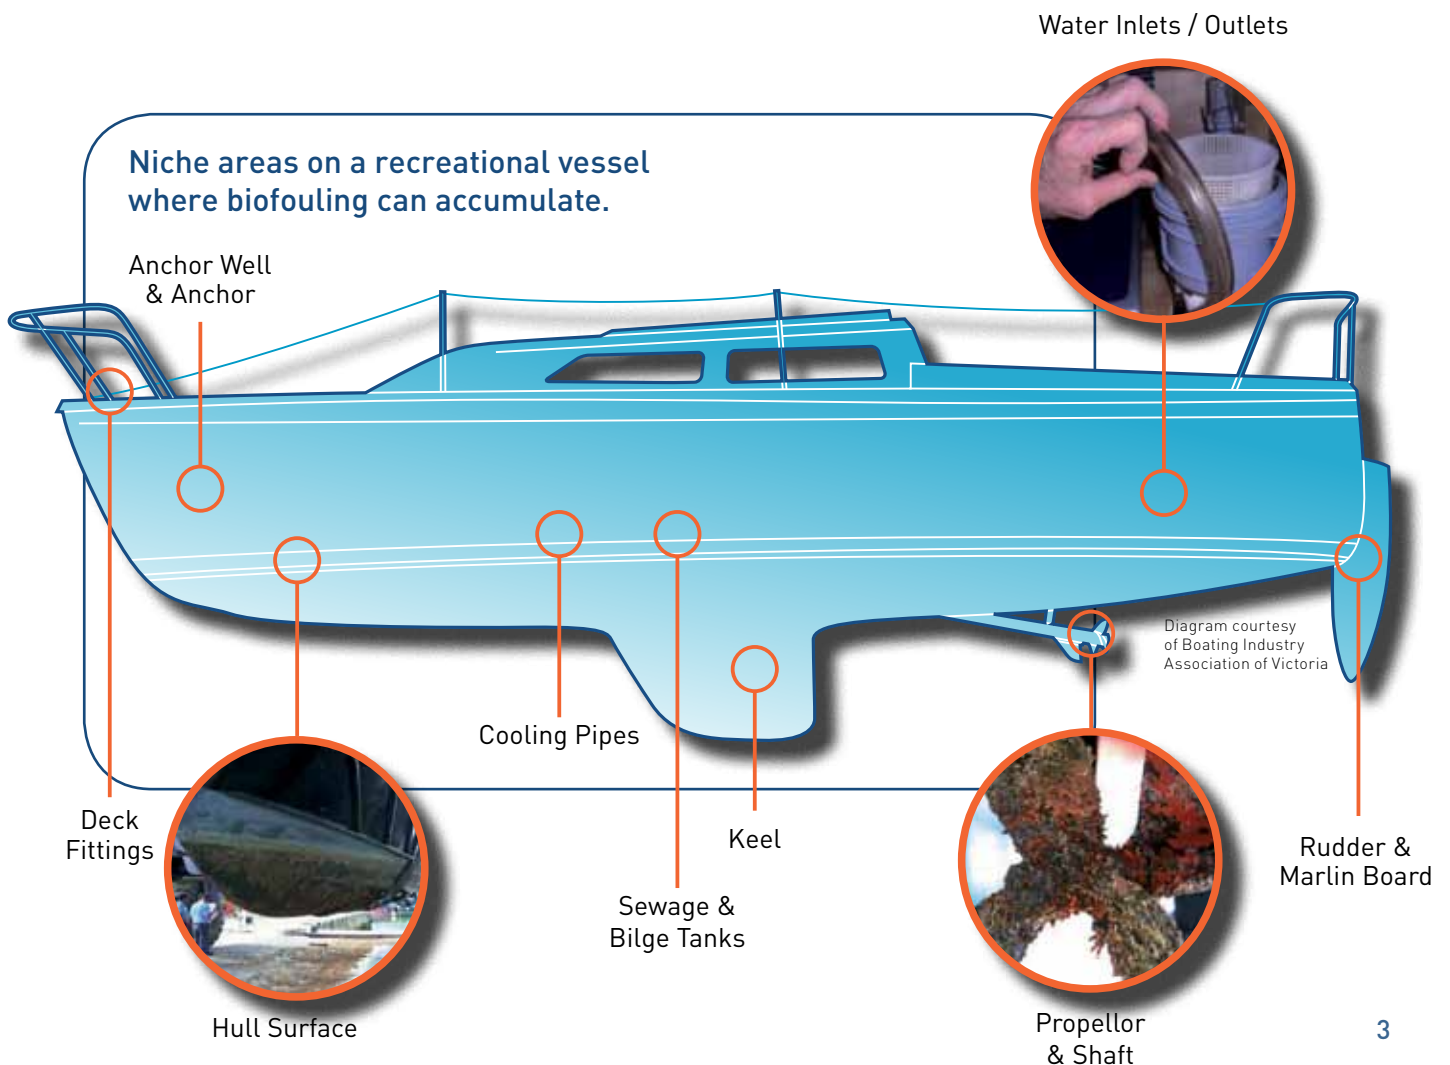 Water Inlets / Outlets
Niche areas on a recreational vessel
where biofouling can accumulate.
Anchor Well
& Anchor
Diagram courtesy
of Boating Industry
Association of Victoria
Cooling Pipes
Deck
Fittings
Keel
Rudder &
Marlin Board
Sewage &
Bilge Tanks
Hull Surface
Propellor
& Shaft
3